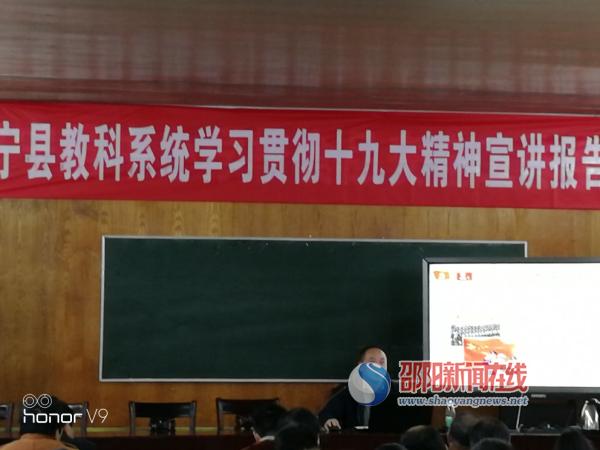 宁县教科系统学习贯彻十九大精神宣讲报告
邵阳新闻在线
www.shaoyangnews.net
honor V9